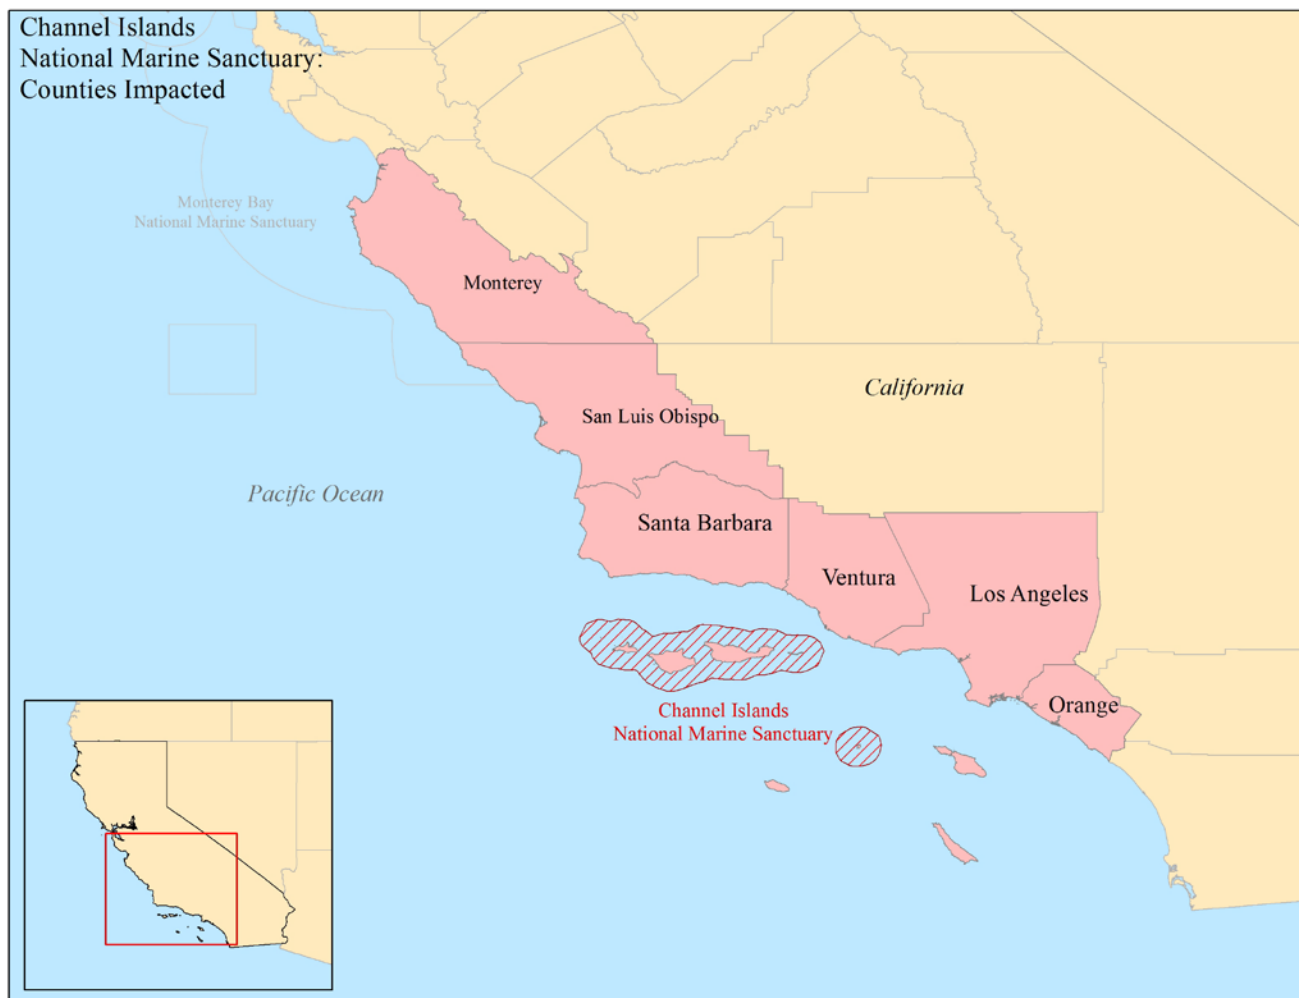 Channel Islands
National Marine Sanctuary:
Counties Impacted
Monterey Bay
National Marine Sanctuary
Monterey
California
San Luis Obispo
Pacific Ocean
Santa Barbara
Ventura
Los Angeles
Orange
Channel Islands
National Marine Sanctuary